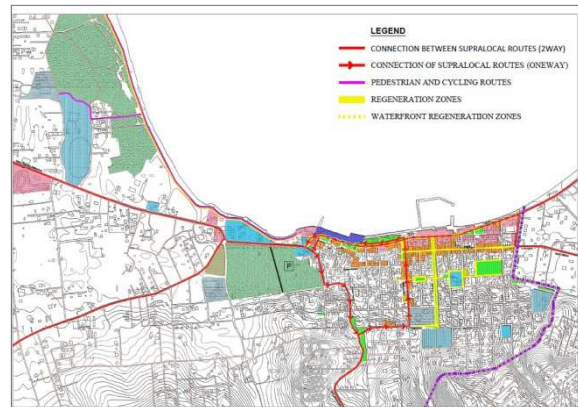 LEGEND
CONNECTION BETWEEN SUPRALOCAL ROUTES (2WAY)
CONNECTION OF SUPRALOCAL ROUTES (ONEWAY)
PEDESTRIAN AND CYCLING ROUTES
REGENERATION ZONES
WATERFRONT REGENERATIION ZONES
P